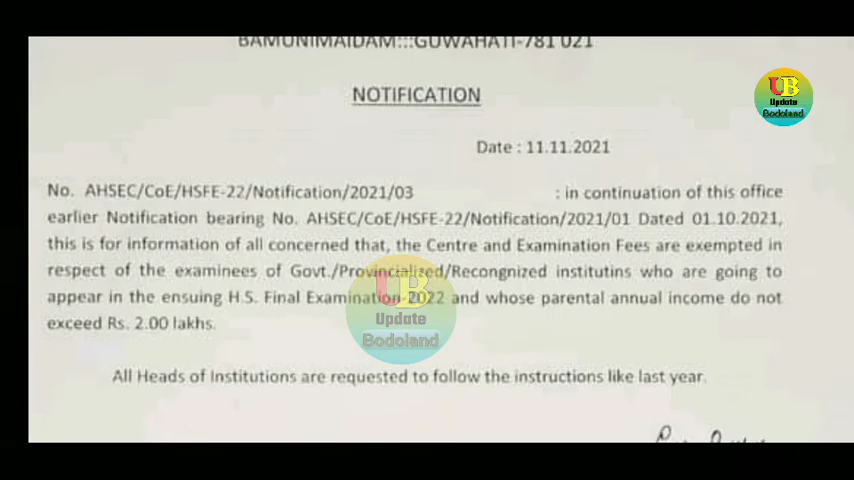 BAMUNIMAIDAM:::GUWAHATI-781 021
NOTIFICATION
UB
Update
Bodoland
Date : 11.11.2021
No. AHSEC/CoE/HSFE-22/Notification/2021/03 : in continuation of this office
earlier Notification bearing No. AHSEC/CoE/HSFE-22/Notification/2021/01 Dated 01.10.2021,
this is for information of all concerned that, the Centre and Examination Fees are exempted in
respect of the examinees of Govt./Provincialized/Recongnized institutins who are going to
appear in the ensuing H.S. Final Examination-2022 and whose parental annual income do not
exceed Rs. 2.00 lakhs.
UB
Update
Bodoland
All Heads of Institutions are requested to follow the instructions like last year.